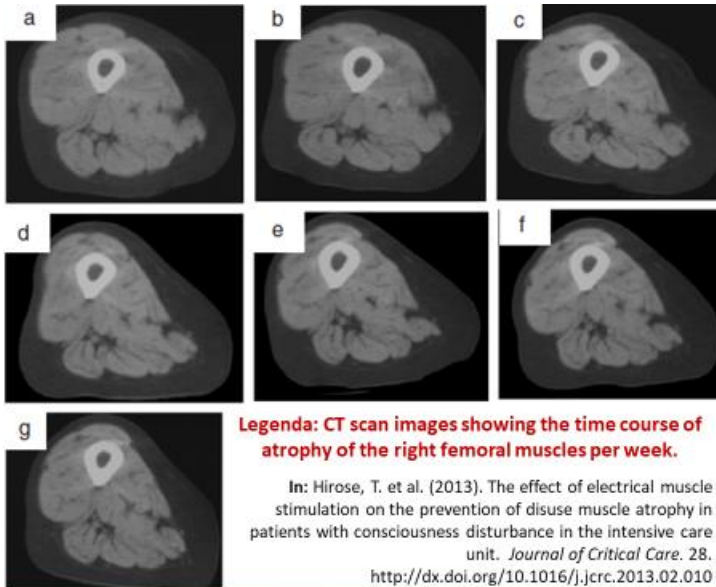 a
b
c
d
e
f
g
Legenda: CT scan images showing the time course of
atrophy of the right femoral muscles per week.
In: Hirose, T. et al. (2013). The effect of electrical muscle
stimulation on the prevention of disuse muscle atrophy in
patients with consciousness disturbance in the intensive care
unit. Journal of Critical Care. 28.
http://dx.doi.org/10.1016/j.jcrc.2013.02.010